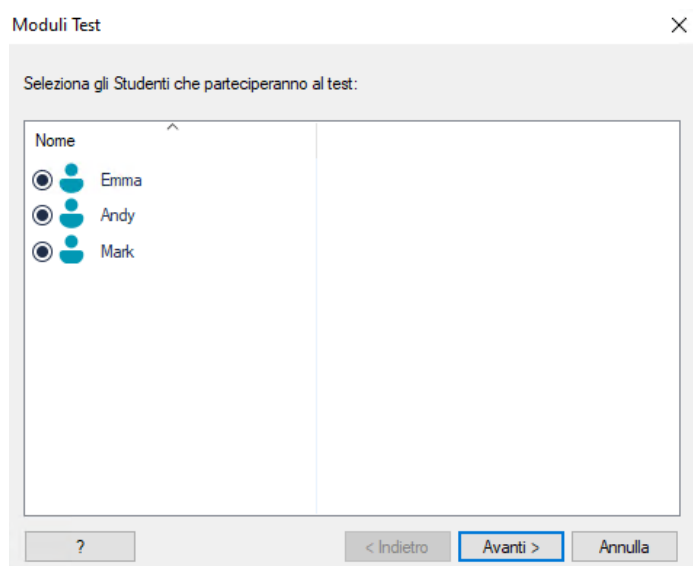 Moduli Test
Seleziona gli Studenti che parteciperanno al test:
Nome
Emma
Andy
Mark
? < Indietro Avanti > Annulla